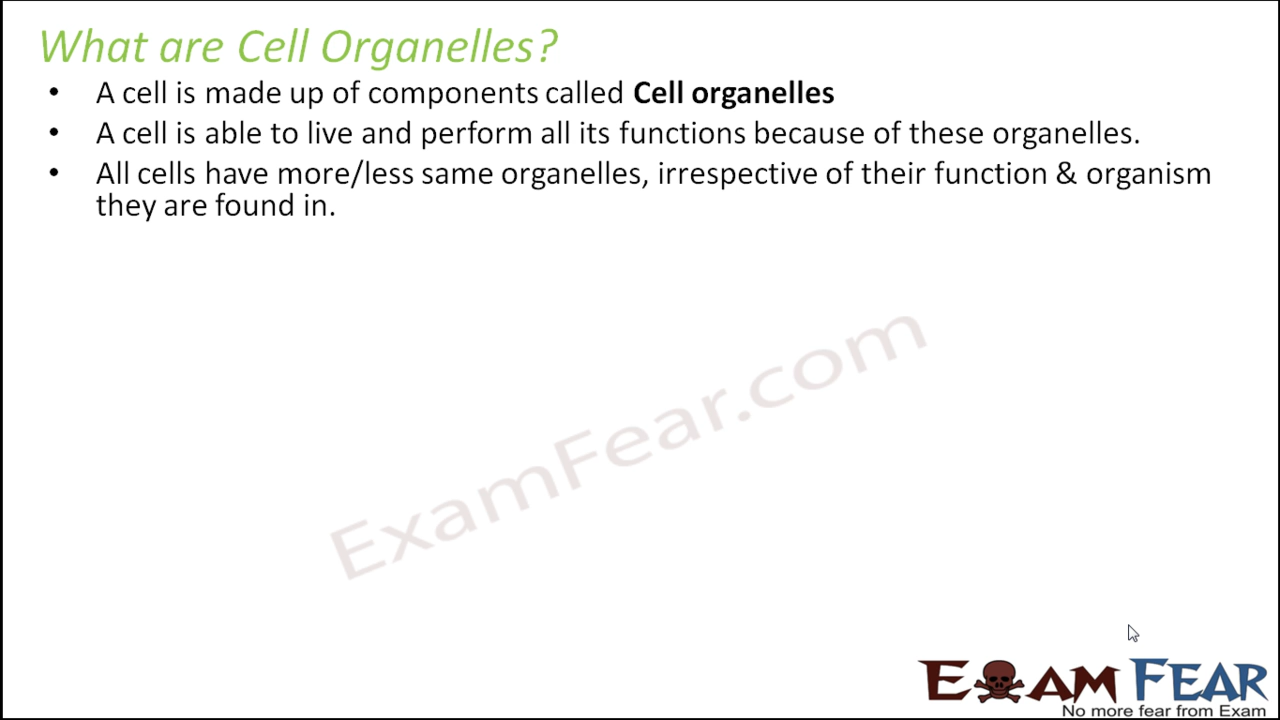 What are Cell Organelles?
• A cell is made up of components called Cell organelles
• A cell is able to live and perform all its functions because of these organelles.
• All cells have more/less same organelles, irrespective of their function & organism
they are found in.
ExamFear.com
EXAM FEAR
No more fear from Exam